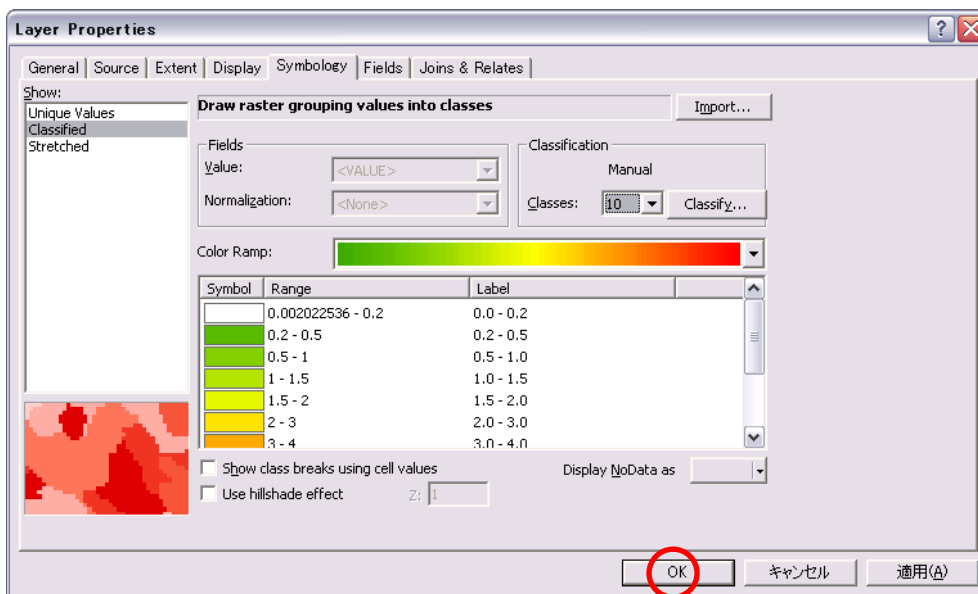 Layer Properties
General Source Extent Display Symbology Fields Joins & Relates
Show:
Unique Values
Classified
Stretched
Draw raster grouping values into classes
Import...
Fields
Value: <VALUE>
Normalization: <None>
Classification
Manual
Classes: 10 Classify...
Color Ramp:
Symbol Range Label
0.002022536 - 0.2 0.0 - 0.2
0.2 - 0.5 0.2 - 0.5
0.5 - 1 0.5 - 1.0
1 - 1.5 1.0 - 1.5
1.5 - 2 1.5 - 2.0
2 - 3 2.0 - 3.0
3 - 4 3.0 - 4.0
Show class breaks using cell values
Display NoData as
Use hillshade effect Z: 1
OK キャンセル 適用(A)